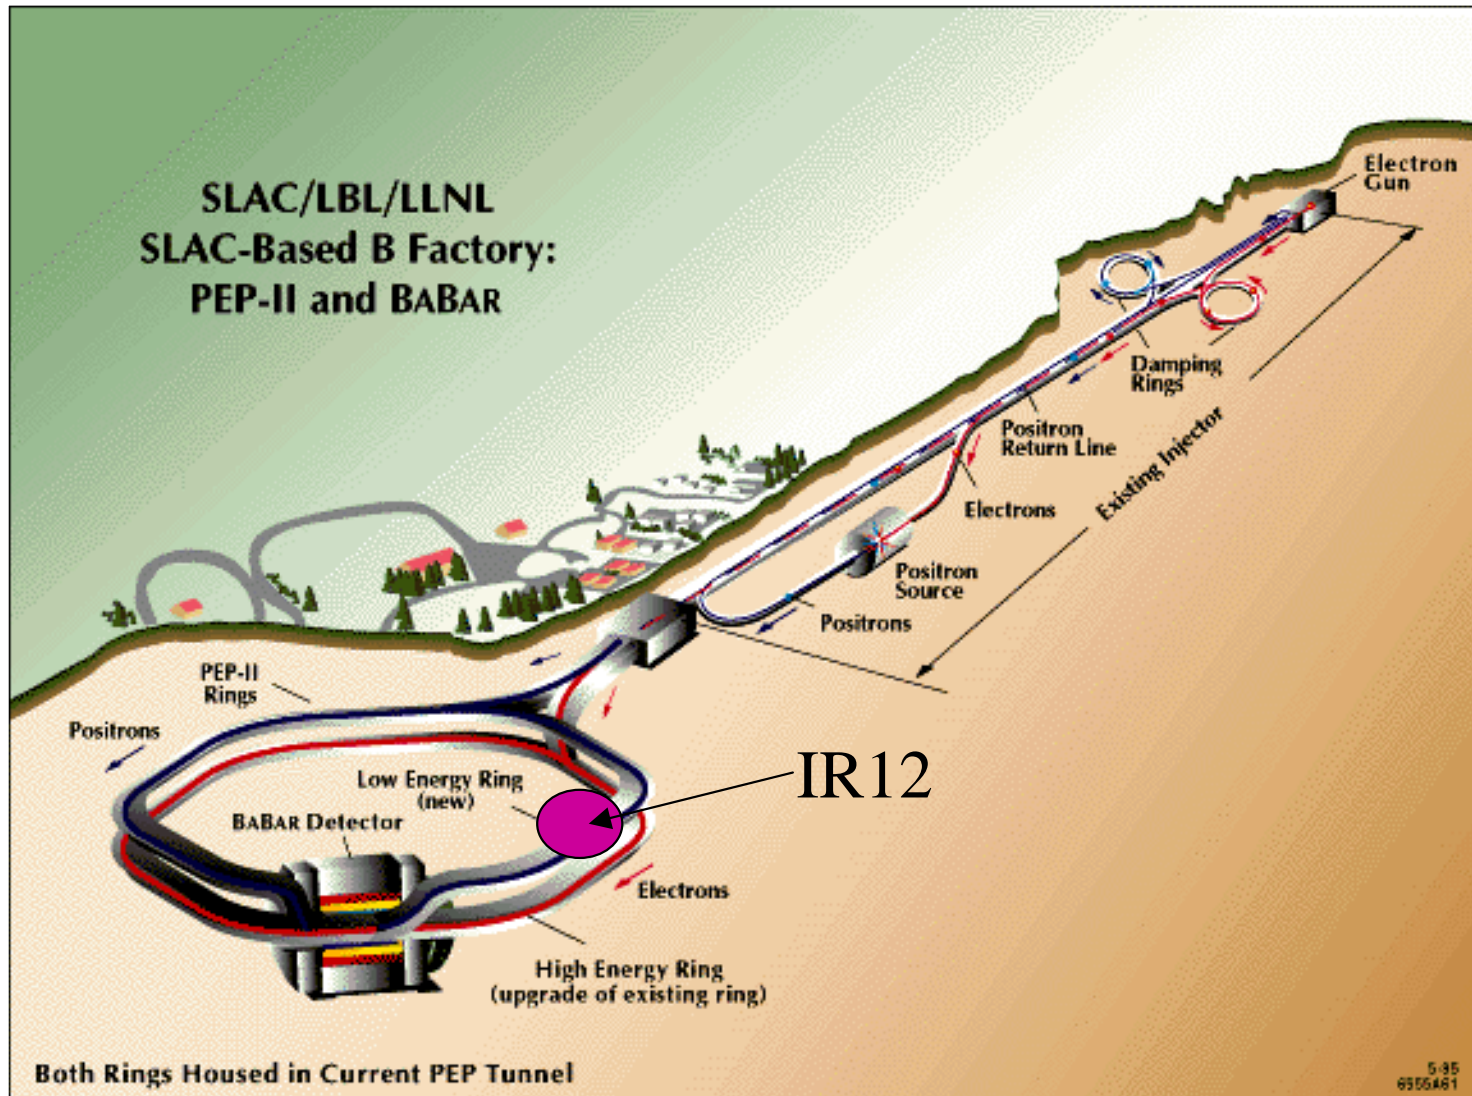 SLAC/LBL/LLNL
SLAC-Based B Factory:
PEP-II and BABAR
Electron
Gun
Damping
Rings
Positron
Return Line
Existing Injector
Electrons
Positron
Source
Positrons
PEP-II
Rings
Positrons
Low Energy Ring
(new)
IR12
BABAR Detector
Electrons
High Energy Ring
(upgrade of existing ring)
Both Rings Housed in Current PEP Tunnel
5-95
6955A61